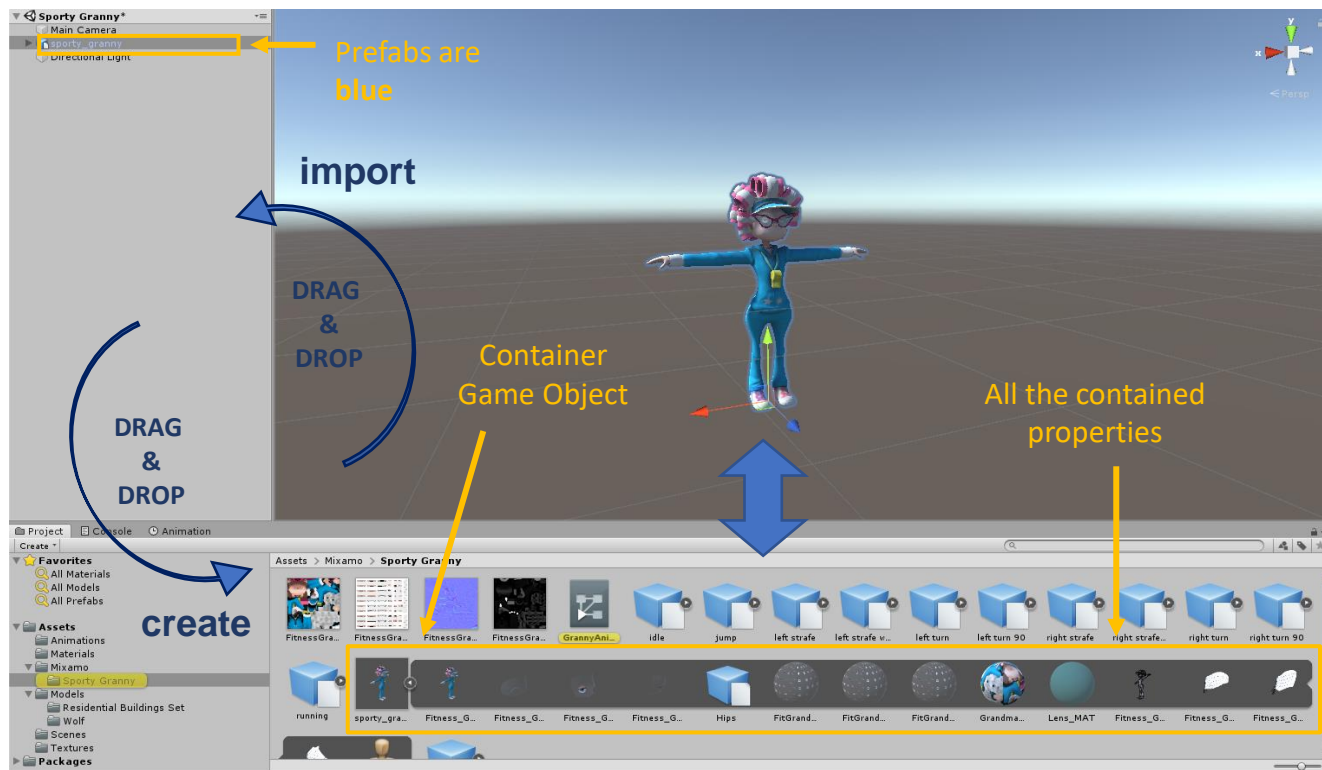 Sporty Granny*
Main Camera
sporty_granny
Directional Light
Prefabs are
blue
import
DRAG
&
DROP
DRAG
&
DROP
create
Container
Game Object
All the contained
properties
y
x
Persp
Project Console Animation
Create
Favorites
All Materials
All Models
All Prefabs
Assets
Animations
Materials
Mixamo
Sporty Granny
Models
Residential Buildings Set
Wolf
Scenes
Textures
Packages
Assets > Mixamo > Sporty Granny
FitnessGra... FitnessGra... FitnessGra... FitnessGra... GrannyAni... idle jump left strafe left strafe w... left turn left turn 90 right strafe right strafe... right turn right turn 90
running sporty_gra... Fitness_G... Fitness_G... Fitness_G... Fitness_G... Hips FitGrand... FitGrand... FitGrand... Grandma... Lens_MAT Fitness_G... Fitness_G... Fitness_G...